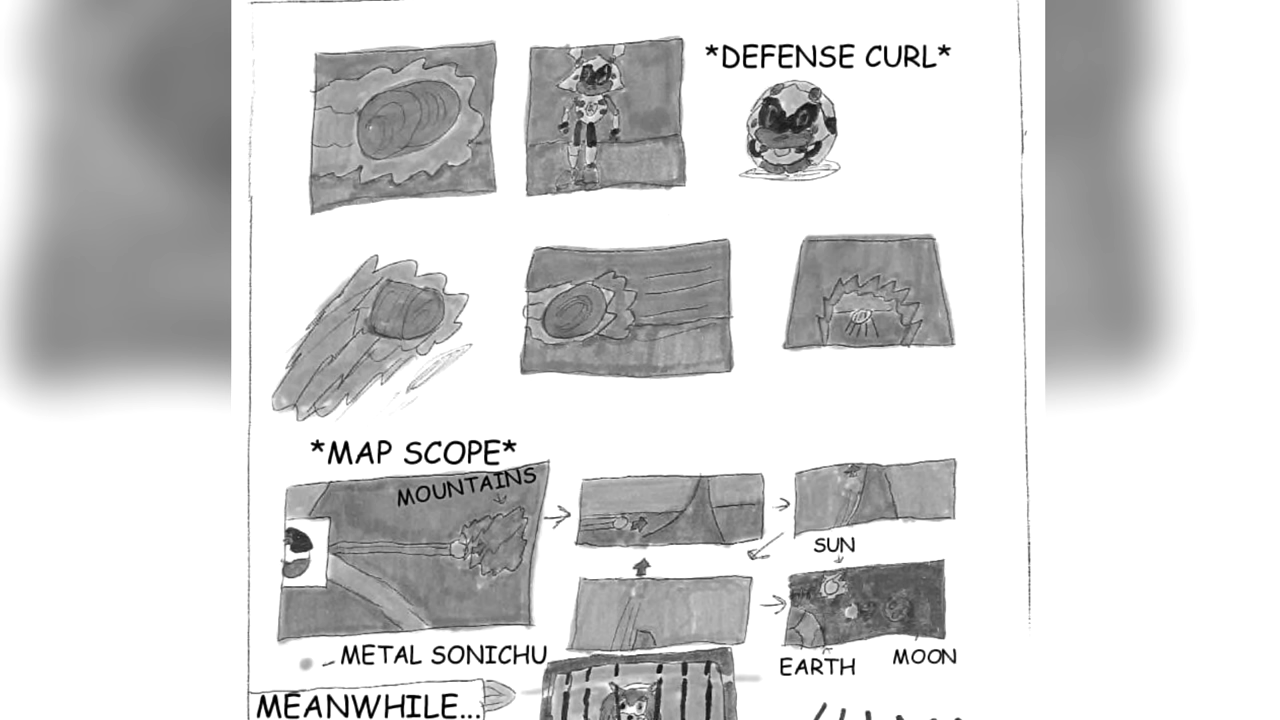 *DEFENSE CURL*
*MAP SCOPE*
MOUNTAINS
SUN
EARTH
MOON
METAL SONICHU
MEANWHILE...